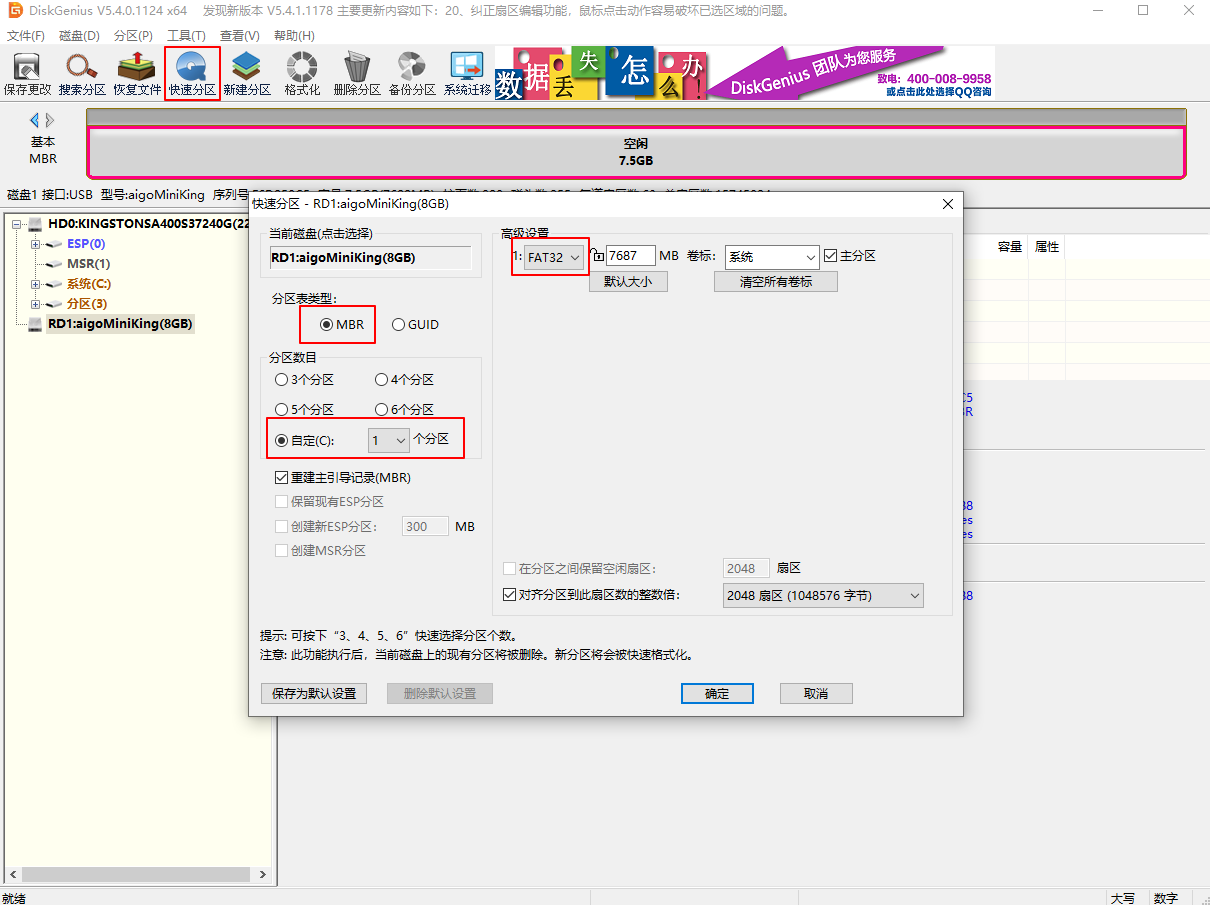 DiskGenius V5.4.0.1124 x64 发现新版本 V5.4.1.1178 主要更新内容如下：20、纠正扇区编辑功能，鼠标点击动作容易破坏已选区域的问题。
文件(F) 磁盘(D) 分区(P) 工具(T) 查看(V) 帮助(H)
保存更改 搜索分区 恢复文件 快速分区 新建分区 格式化 删除分区 备份分区 系统迁移
数据丢失怎么办!
DiskGenius 团队为您服务
致电：400-008-9958
或点击此处选择QQ咨询
基本
MBR
空闲
7.5GB
磁盘1 接口:USB 型号:aigoMiniKing 序列号
HD0:KINGSTONSA400S37240G(22
ESP(0)
MSR(1)
系统(C:)
分区(3)
RD1:aigoMiniKing(8GB)
容量 属性
快速分区 - RD1:aigoMiniKing(8GB)
当前磁盘(点击选择)
RD1:aigoMiniKing(8GB)
分区表类型:
MBR GUID
分区数目
3个分区 4个分区
5个分区 6个分区
自定(C): 1 个分区
重建主引导记录(MBR)
保留现有ESP分区
创建新ESP分区: 300 MB
创建MSR分区
高级设置
1: FAT32 7687 MB 卷标: 系统 主分区
默认大小 清空所有卷标
在分区之间保留空闲扇区: 2048 扇区
对齐分区到此扇区数的整数倍: 2048 扇区 (1048576 字节)
提示: 可按下“3、4、5、6”快速选择分区个数。
注意: 此功能执行后，当前磁盘上的现有分区将被删除。新分区将会被快速格式化。
保存为默认设置 删除默认设置 确定 取消
就绪 大写 数字